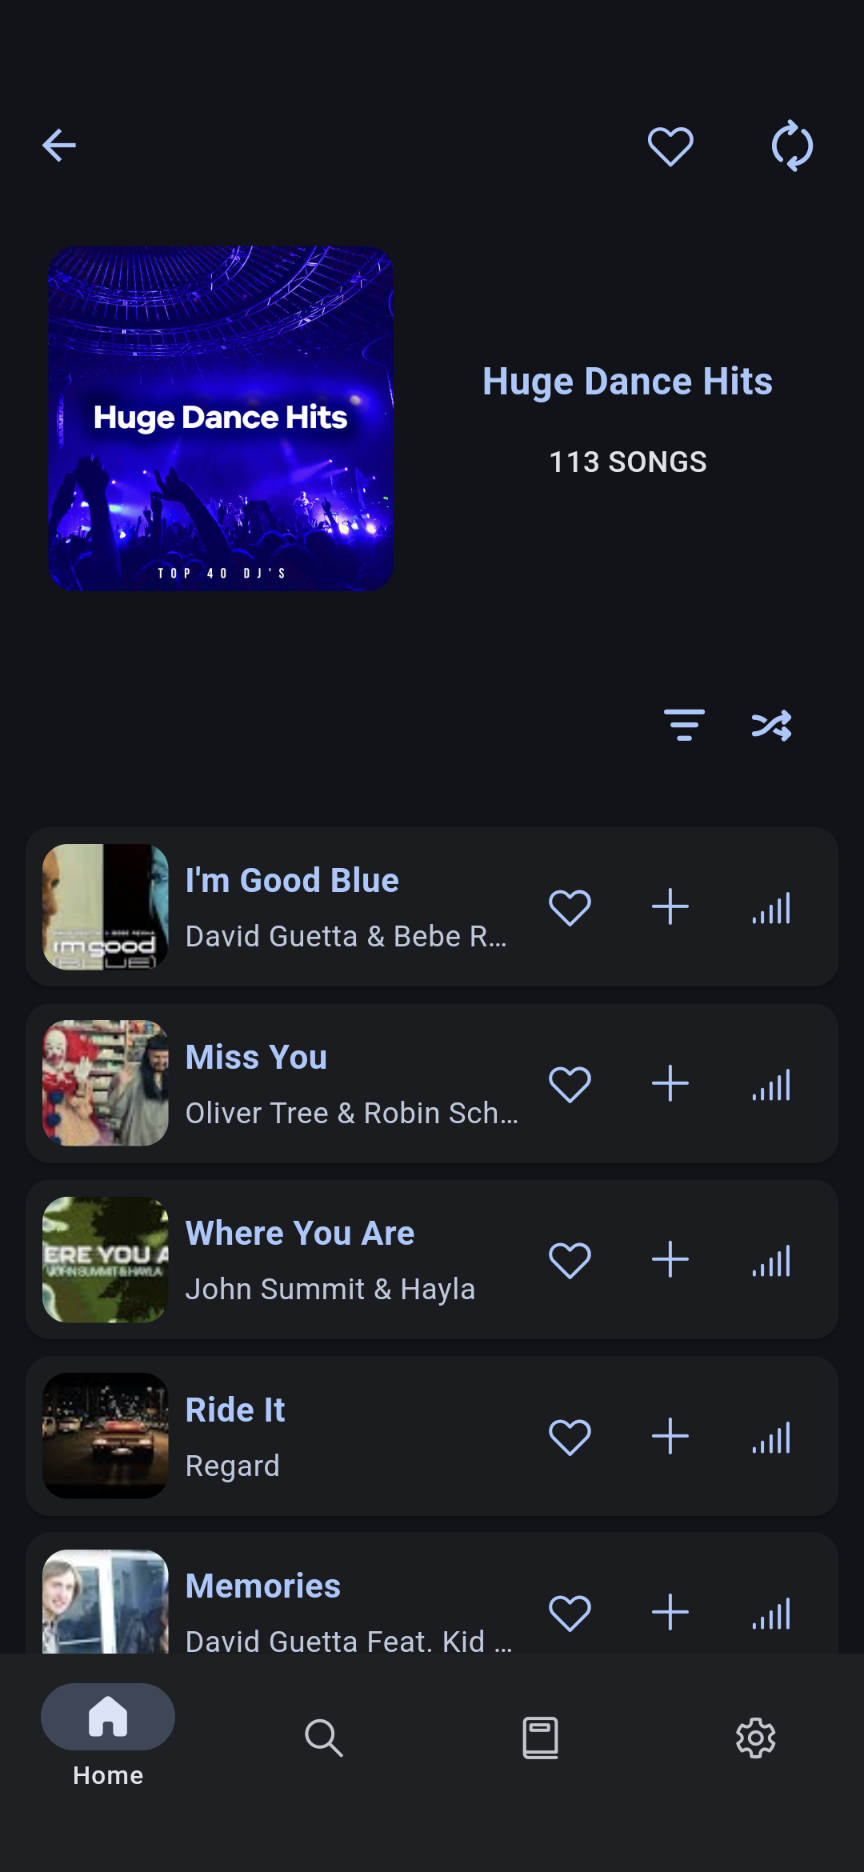 Huge Dance Hits
TOP 40 DJ'S
Huge Dance Hits
113 SONGS
im good
(BLUE)
I'm Good Blue
David Guetta & Bebe R...
Miss You
Oliver Tree & Robin Sch...
ERE YOU A
JOHN SUMMIT & HAYLA
Where You Are
John Summit & Hayla
Ride It
Regard
Memories
David Guetta Feat. Kid ...
Home